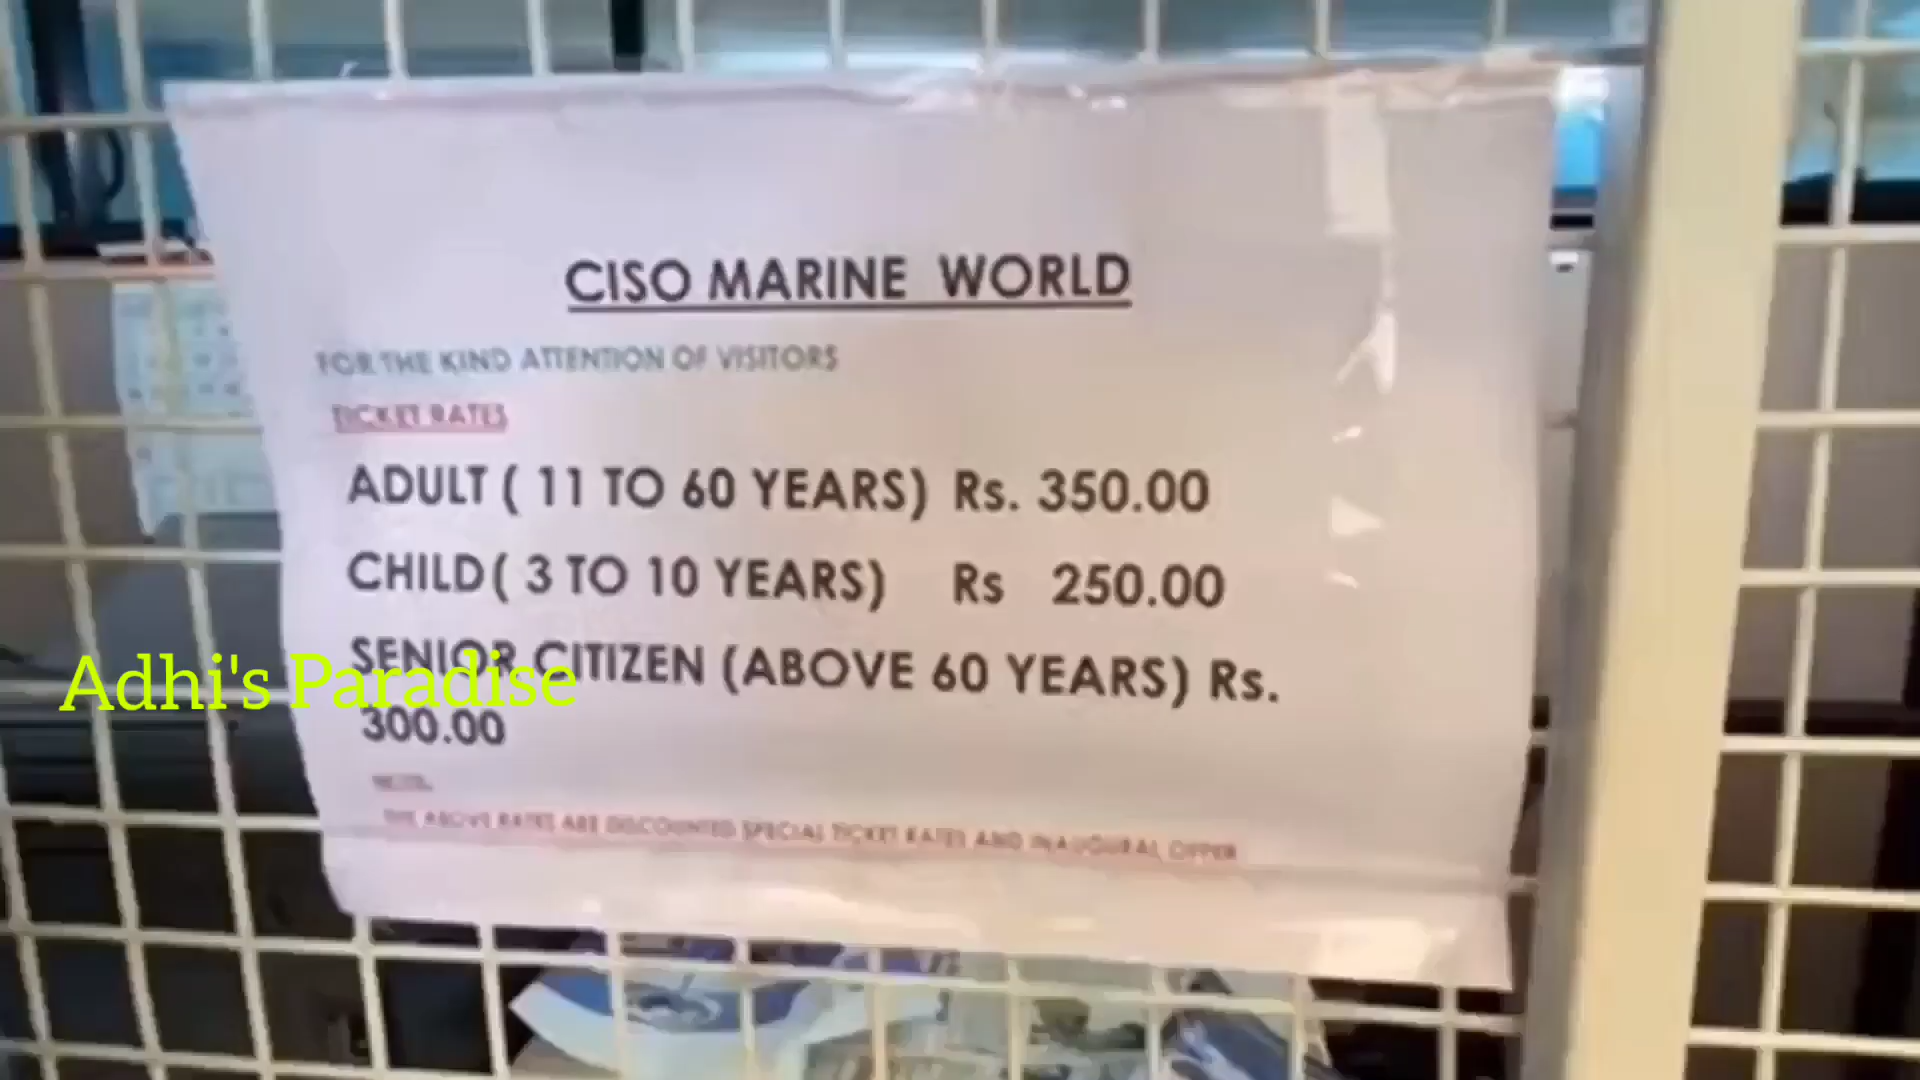 CISO MARINE WORLD
FOR THE KIND ATTENTION OF VISITORS
TICKET RATES
ADULT ( 11 TO 60 YEARS) Rs. 350.00
CHILD ( 3 TO 10 YEARS) Rs 250.00
SENIOR CITIZEN (ABOVE 60 YEARS) Rs.
300.00
Adhi's Paradise
NOTE.
THE ABOVE RATES ARE DISCOUNTED SPECIAL TICKET RATES AND INAUGURAL OFFER